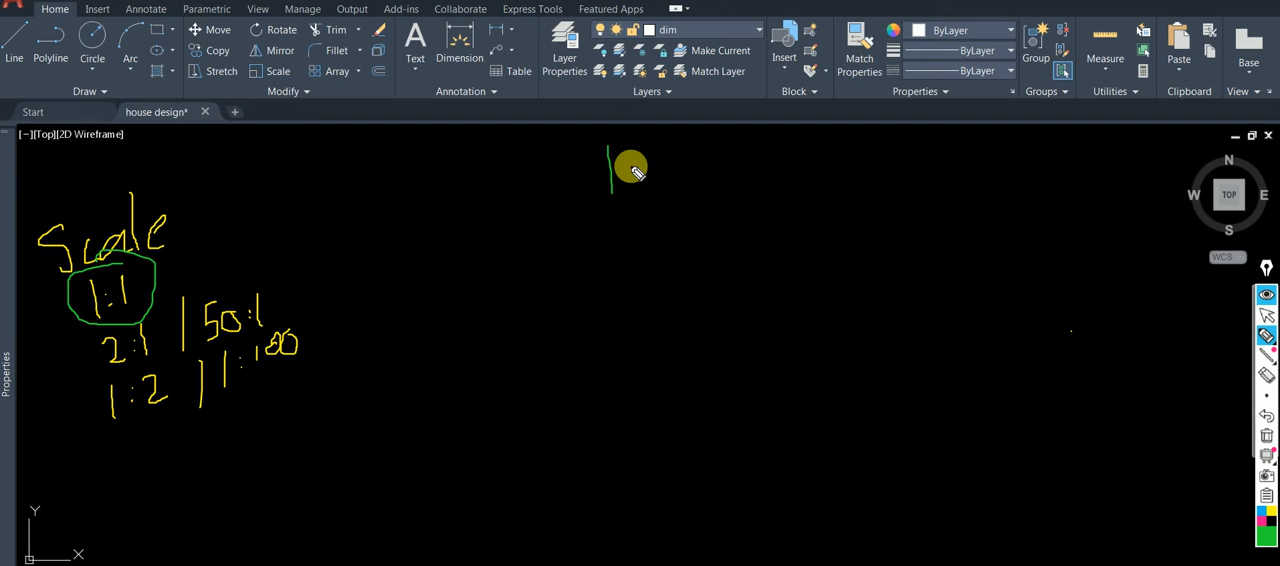 Home Insert Annotate Parametric View Manage Output Add-ins Collaborate Express Tools Featured Apps
Line Polyline Circle Arc
Move Rotate Trim
Copy Mirror Fillet
Stretch Scale Array
Text Dimension Table
Layer Properties
dim
Make Current
Match Layer
Insert
Match Properties
ByLayer
ByLayer
ByLayer
Group Measure Paste Base
Draw Modify Annotation Layers Block Properties Groups Utilities Clipboard View
Start house design*
[−][Top][2D Wireframe]
N
W TOP E
S
WCS
Scale
1:1
2:1 | 50:1
1:2 | 1:100
Properties
Y
X